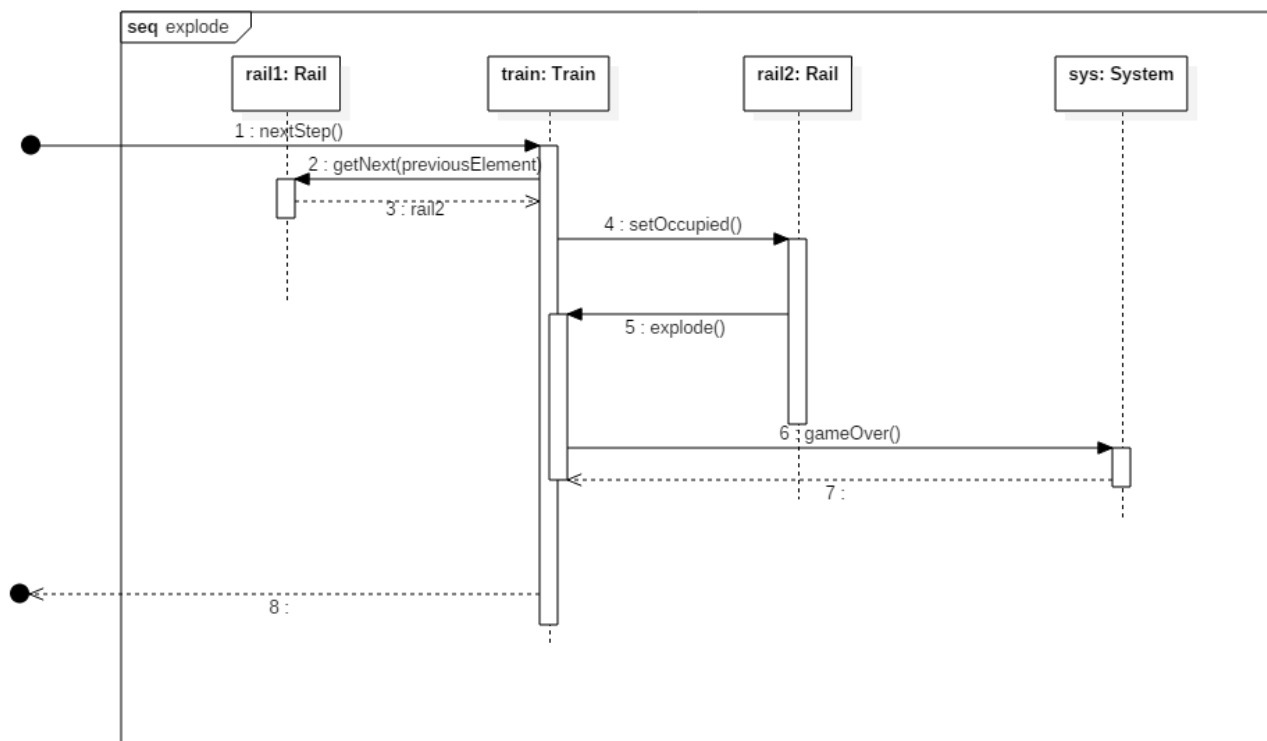 seq explode
rail1: Rail
train: Train
rail2: Rail
sys: System
1 : nextStep()
2 : getNext(previousElement)
3 : rail2
4 : setOccupied()
5 : explode()
6 : gameOver()
7 :
8 :